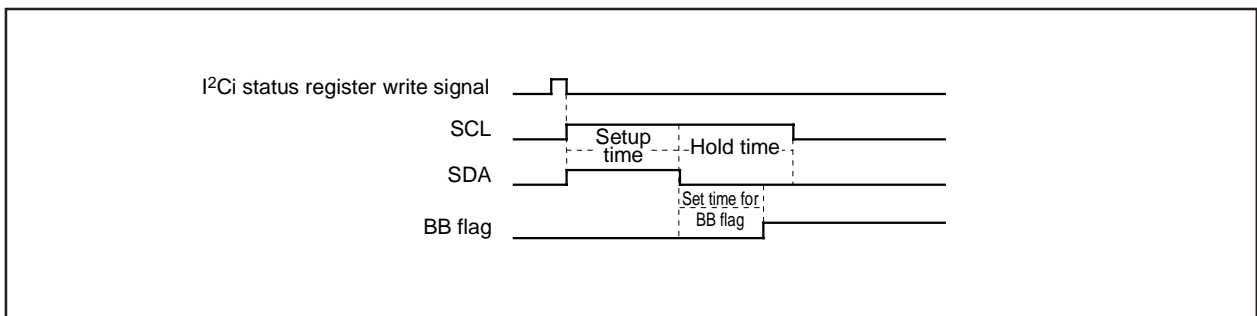 I²Ci status register write signal
SCL
Setup
time
Hold time
SDA
Set time for
BB flag
BB flag